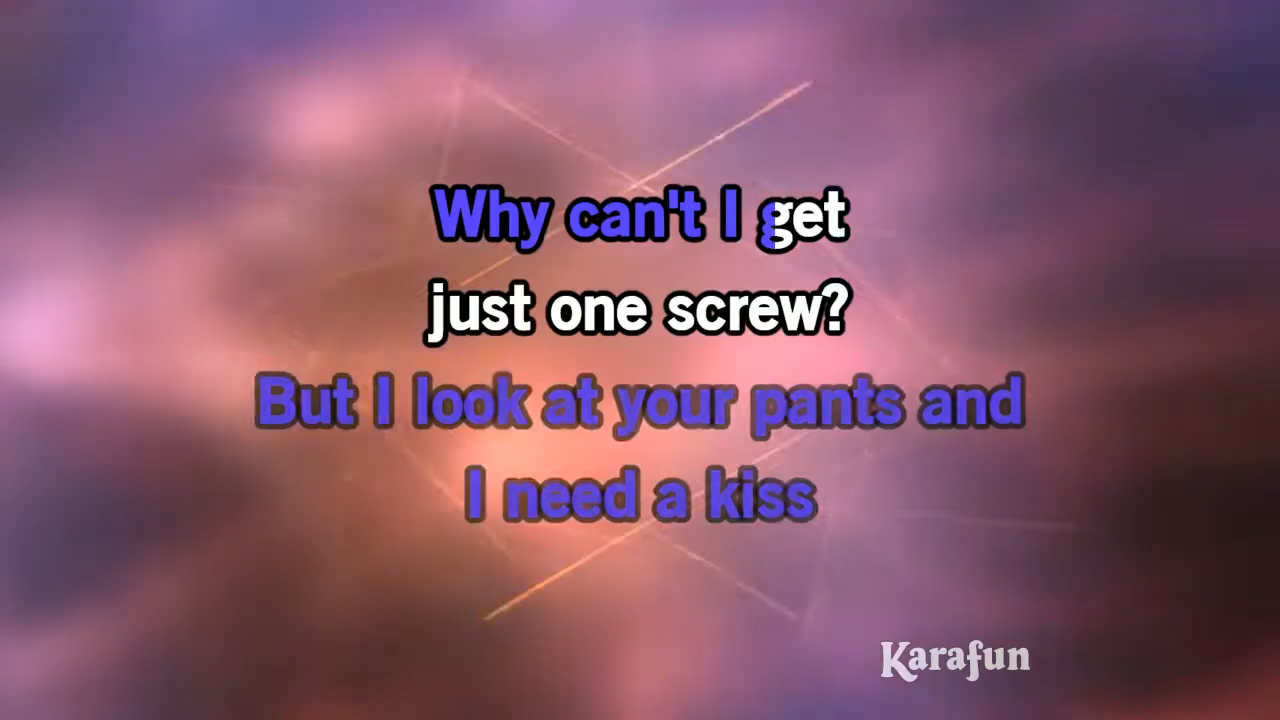 Why can't I get
just one screw?
But I look at your pants and
I need a kiss
Karafun